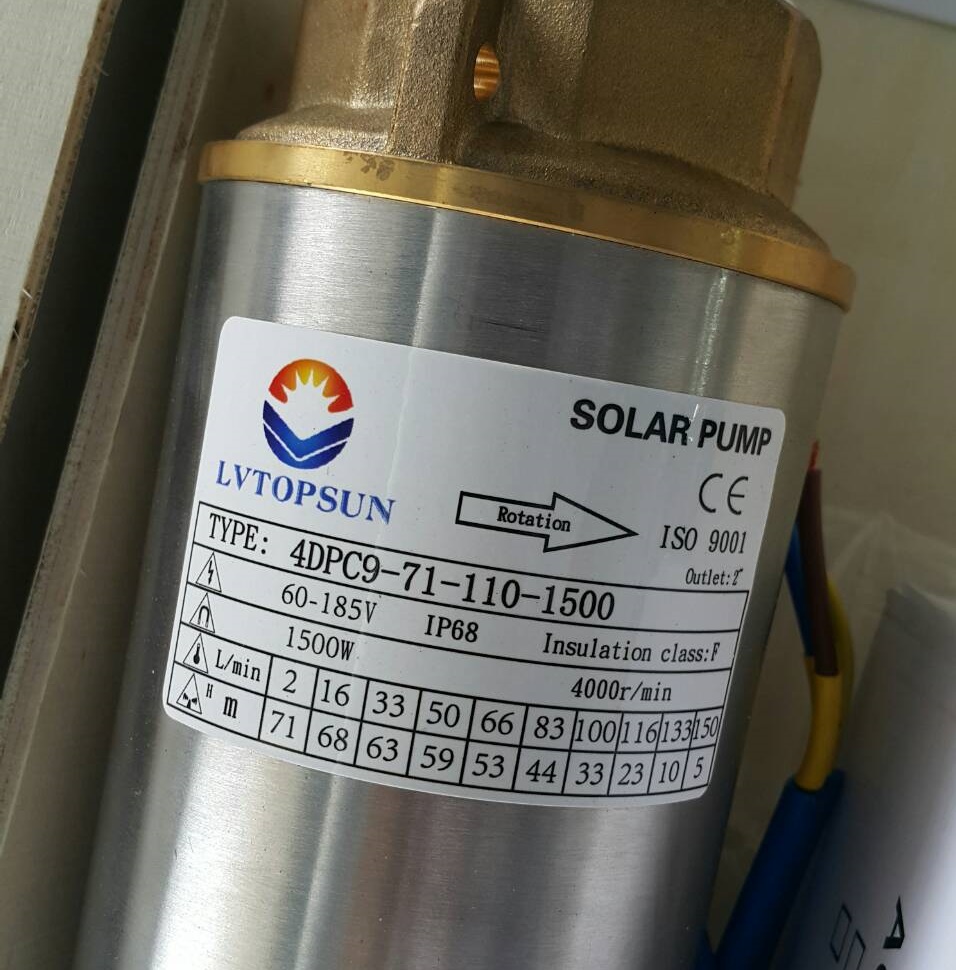 SOLAR PUMP
LVTOPSUN
CE
ISO 9001
Rotation
Outlet: 2"
TYPE: 4DPC9-71-110-1500
60-185V IP68 Insulation class:F
1500W 4000r/min
L/min 2 16 33 50 66 83 100 116 133 150
H m 71 68 63 59 53 44 33 23 10 5